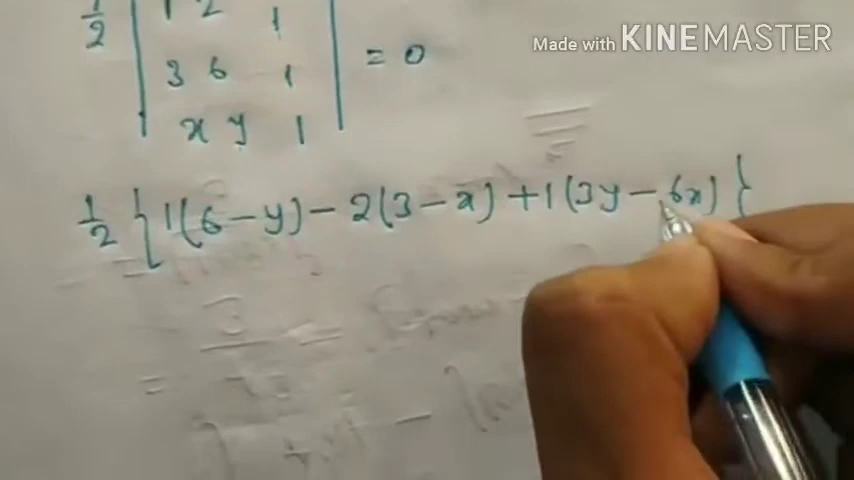 Made with KINEMASTER
1/2 | 1 2 1
3 6 1 | = 0
x y 1
1/2 { 1(6 - y) - 2(3 - x) + 1(3y - 6x) }